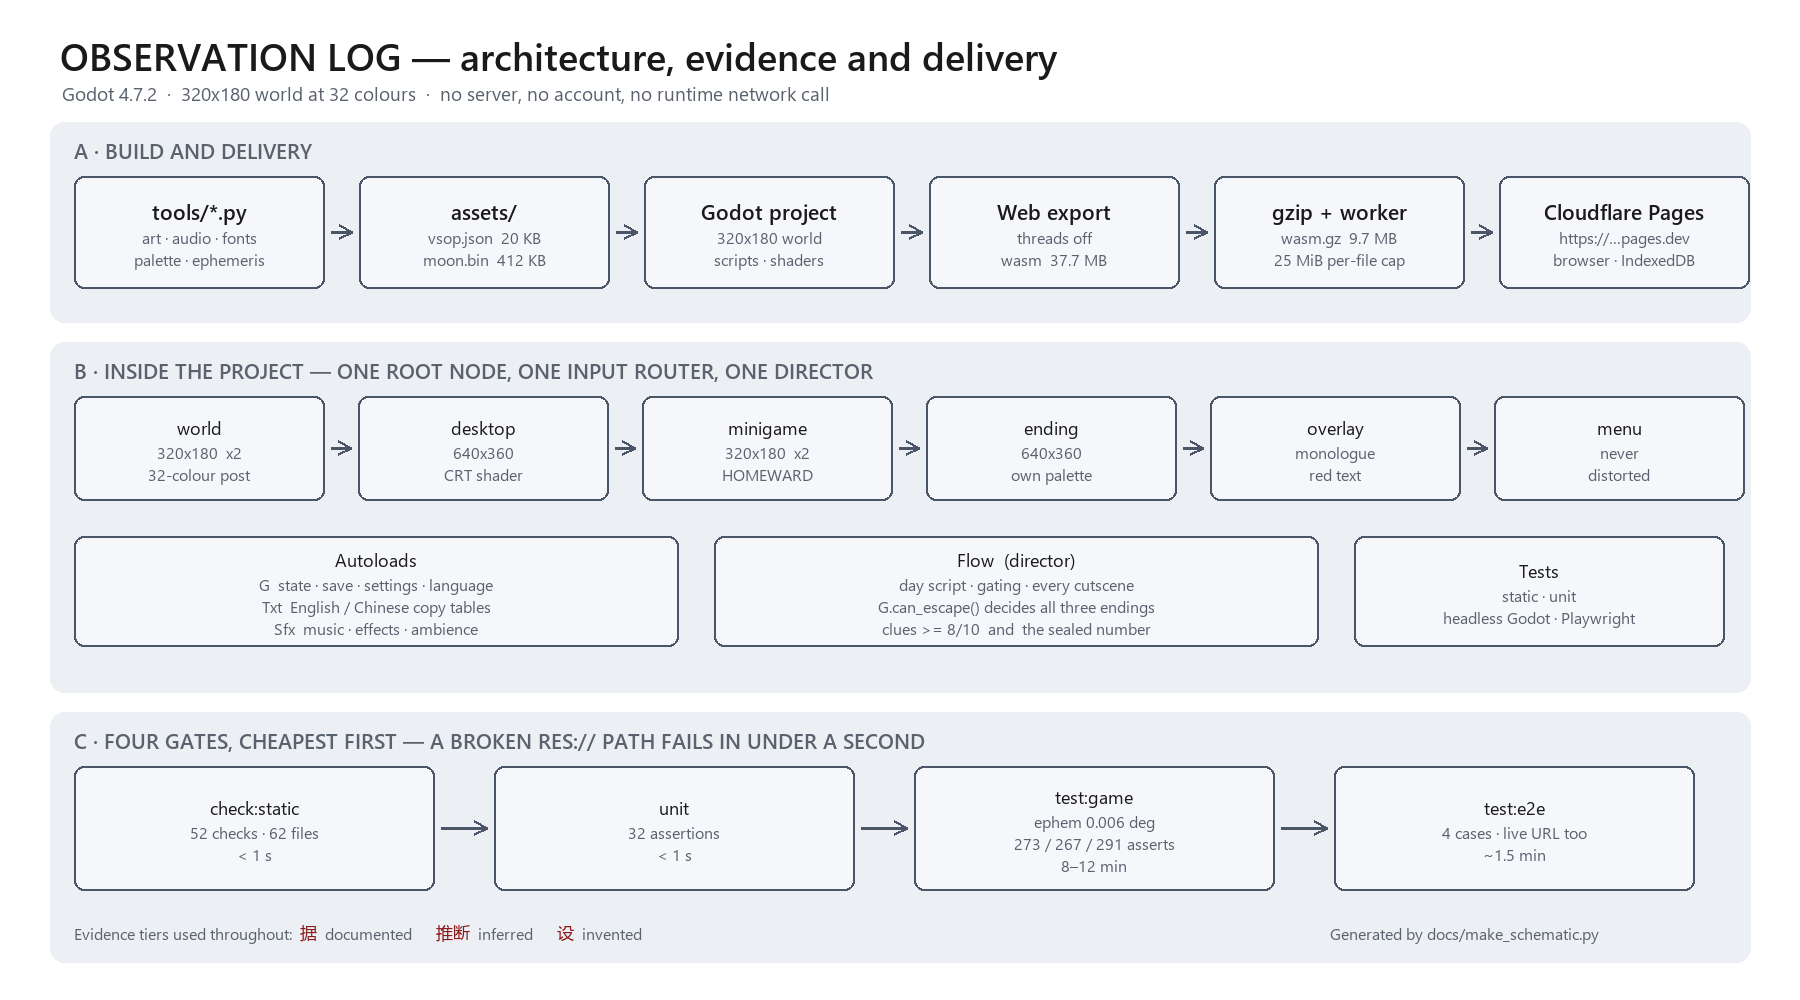 OBSERVATION LOG — architecture, evidence and delivery
Godot 4.7.2 · 320x180 world at 32 colours · no server, no account, no runtime network call
A · BUILD AND DELIVERY
tools/*.py
art · audio · fonts
palette · ephemeris
assets/
vsop.json 20 KB
moon.bin 412 KB
Godot project
320x180 world
scripts · shaders
Web export
threads off
wasm 37.7 MB
gzip + worker
wasm.gz 9.7 MB
25 MiB per-file cap
Cloudflare Pages
https://...pages.dev
browser · IndexedDB
B · INSIDE THE PROJECT — ONE ROOT NODE, ONE INPUT ROUTER, ONE DIRECTOR
world
320x180 x2
32-colour post
desktop
640x360
CRT shader
minigame
320x180 x2
HOMEWARD
ending
640x360
own palette
overlay
monologue
red text
menu
never
distorted
Autoloads
G state · save · settings · language
Txt English / Chinese copy tables
Sfx music · effects · ambience
Flow (director)
day script · gating · every cutscene
G.can_escape() decides all three endings
clues >= 8/10 and the sealed number
Tests
static · unit
headless Godot · Playwright
C · FOUR GATES, CHEAPEST FIRST — A BROKEN RES:// PATH FAILS IN UNDER A SECOND
check:static
52 checks · 62 files
< 1 s
unit
32 assertions
< 1 s
test:game
ephem 0.006 deg
273 / 267 / 291 asserts
8–12 min
test:e2e
4 cases · live URL too
~1.5 min
Evidence tiers used throughout: 据 documented 推断 inferred 设 invented
Generated by docs/make_schematic.py